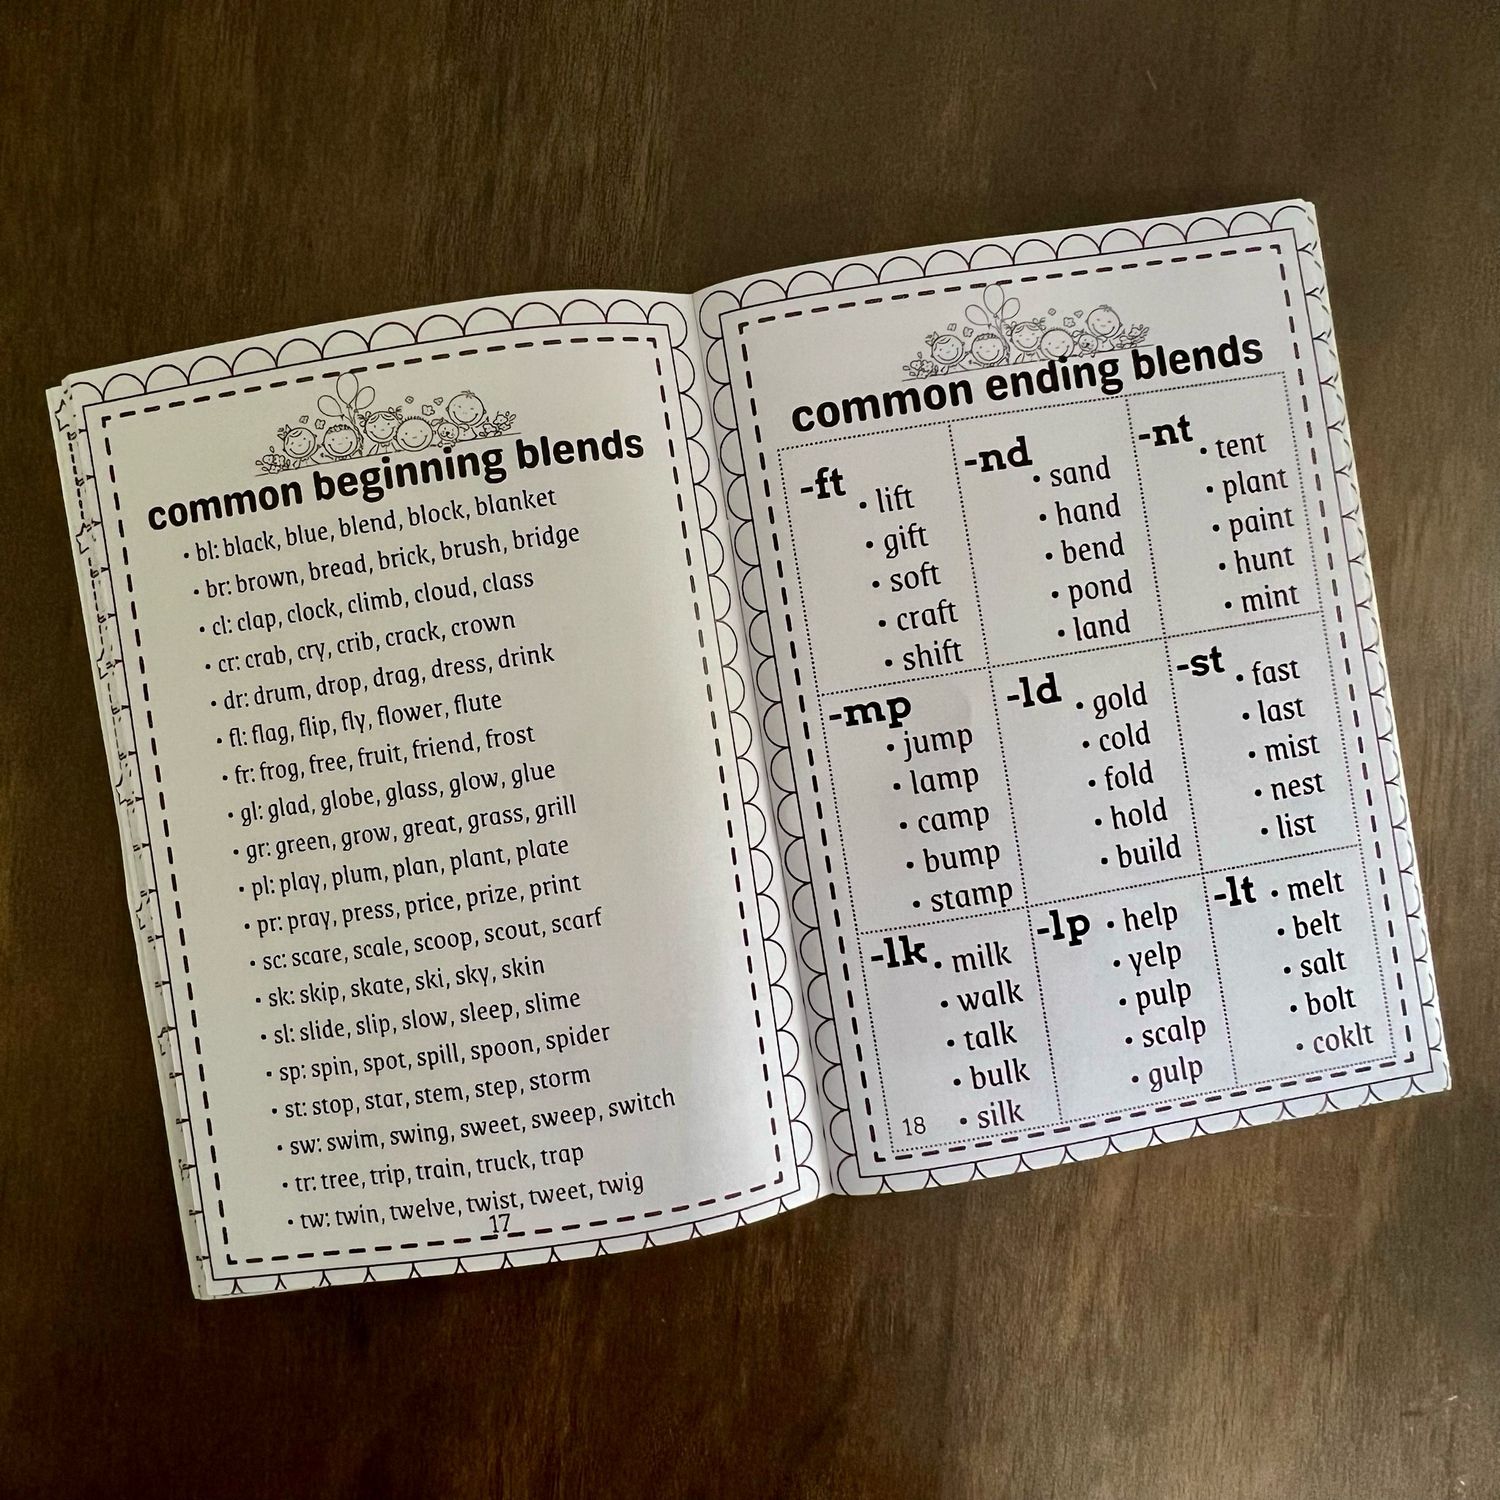 common beginning blends
• bl: black, blue, blend, block, blanket
• br: brown, bread, brick, brush, bridge
• cl: clap, clock, climb, cloud, class
• cr: crab, cry, crib, crack, crown
• dr: drum, drop, drag, dress, drink
• fl: flag, flip, fly, flower, flute
• fr: frog, free, fruit, friend, frost
• gl: glad, globe, glass, glow, glue
• gr: green, grow, great, grass, grill
• pl: play, plum, plan, plant, plate
• pr: pray, press, price, prize, print
• sc: scare, scale, scoop, scout, scarf
• sk: skip, skate, ski, sky, skin
• sl: slide, slip, slow, sleep, slime
• sp: spin, spot, spill, spoon, spider
• st: stop, star, stem, step, storm
• sw: swim, swing, sweet, sweep, switch
• tr: tree, trip, train, truck, trap
• tw: twin, twelve, twist, tweet, twig
17
common ending blends
-ft
• lift
• gift
• soft
• craft
• shift
-nd
• sand
• hand
• bend
• pond
• land
-nt
• tent
• plant
• paint
• hunt
• mint
-mp
• jump
• lamp
• camp
• bump
• stamp
-ld
• gold
• cold
• fold
• hold
• build
-st
• fast
• last
• mist
• nest
• list
-lk
• milk
• walk
• talk
• bulk
• silk
-lp
• help
• yelp
• pulp
• scalp
• gulp
-lt
• melt
• belt
• salt
• bolt
• coklt
18